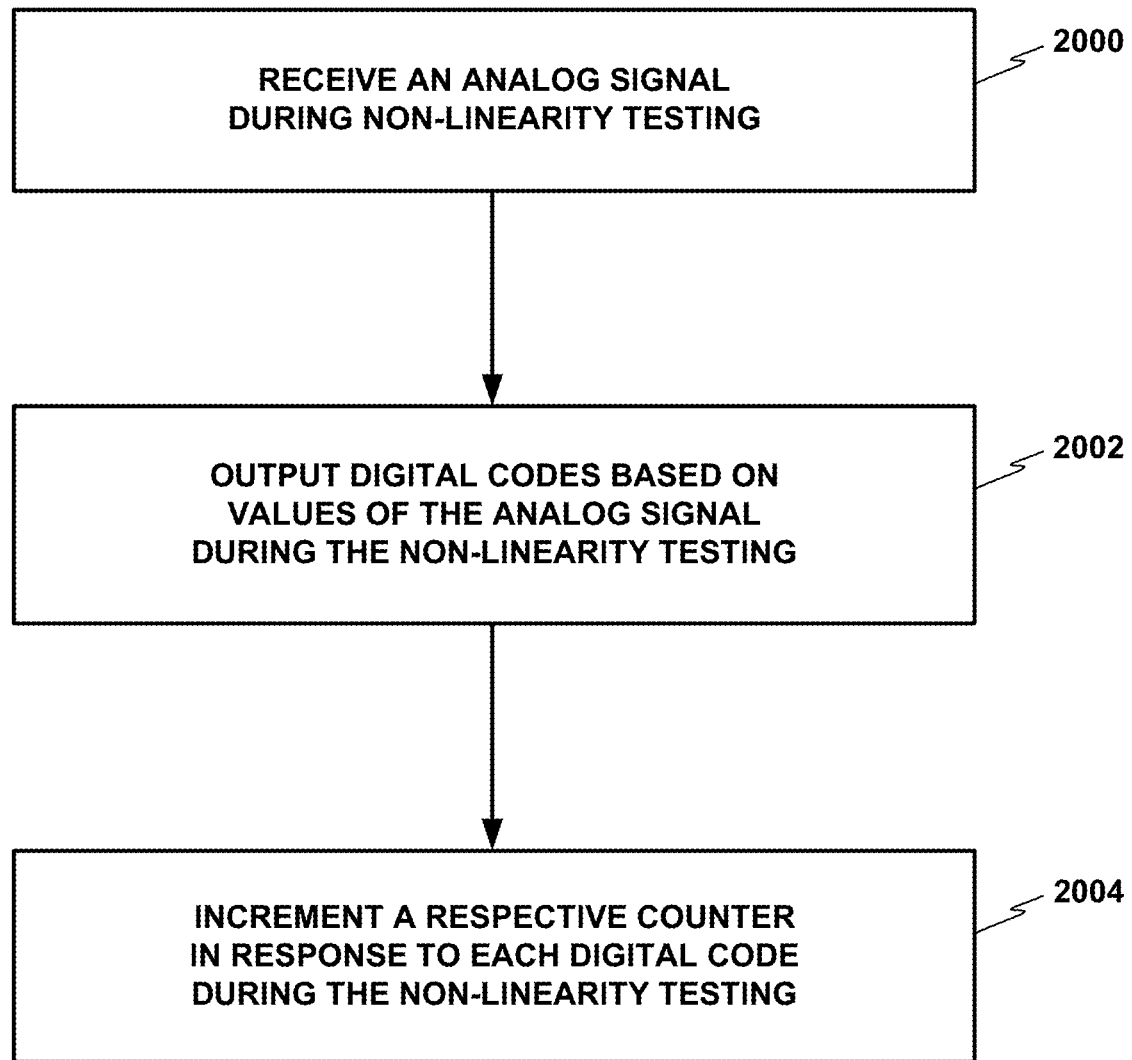 2000
RECEIVE AN ANALOG SIGNAL
DURING NON-LINEARITY TESTING
2002
OUTPUT DIGITAL CODES BASED ON
VALUES OF THE ANALOG SIGNAL
DURING THE NON-LINEARITY TESTING
2004
INCREMENT A RESPECTIVE COUNTER
IN RESPONSE TO EACH DIGITAL CODE
DURING THE NON-LINEARITY TESTING